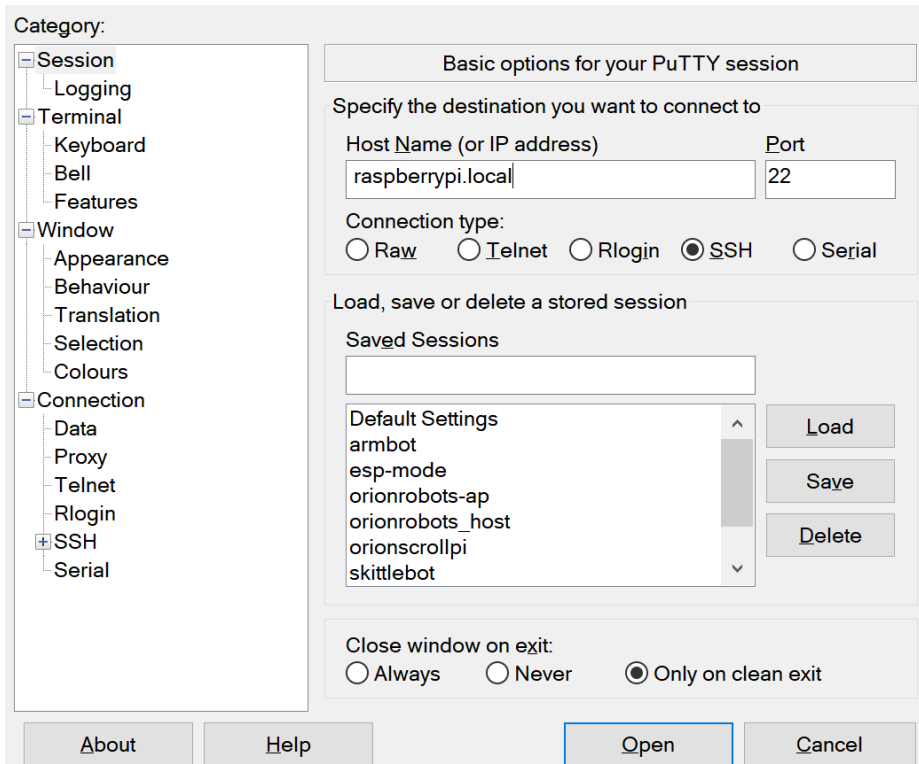 Category:
Session
Logging
Terminal
Keyboard
Bell
Features
Window
Appearance
Behaviour
Translation
Selection
Colours
Connection
Data
Proxy
Telnet
Rlogin
SSH
Serial
Basic options for your PuTTY session
Specify the destination you want to connect to
Host Name (or IP address) Port
raspberrypi.local 22
Connection type:
Raw Telnet Rlogin SSH Serial
Load, save or delete a stored session
Saved Sessions
Default Settings
armbot
esp-mode
orionrobots-ap
orionrobots_host
orionscrollpi
skittlebot
Load
Save
Delete
Close window on exit:
Always Never Only on clean exit
About Help Open Cancel